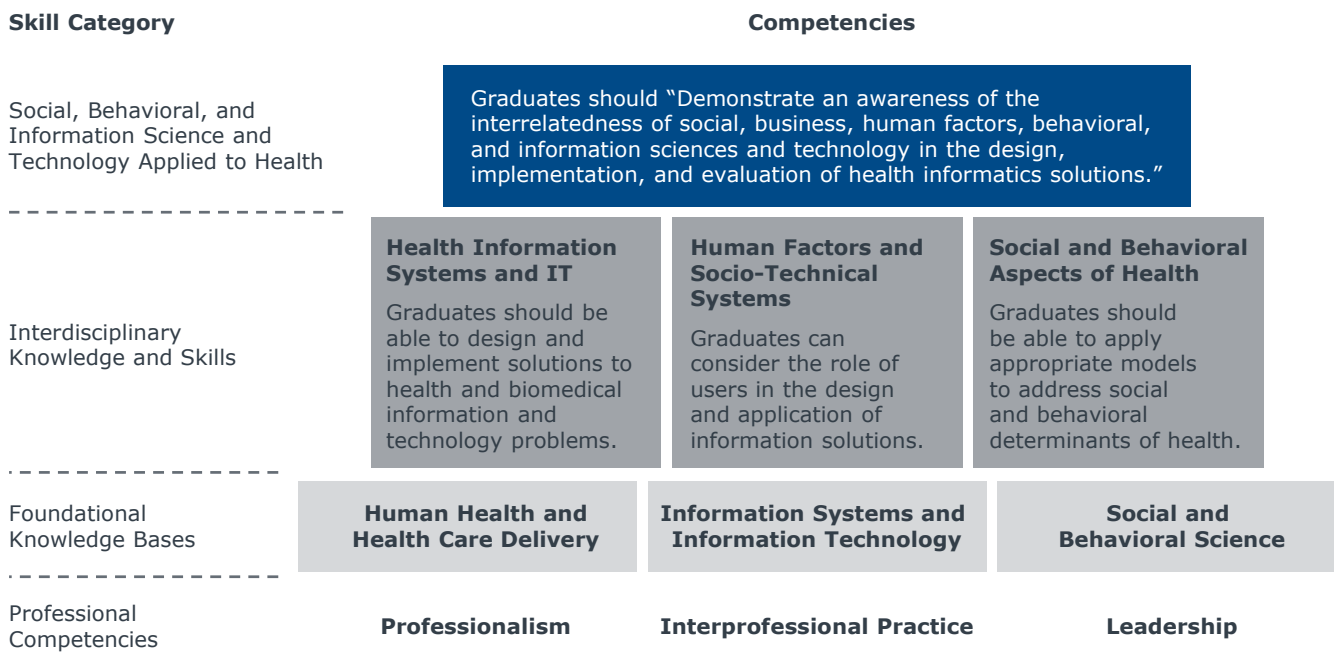 Skill Category
Competencies
Social, Behavioral, and
Information Science and
Technology Applied to Health
Graduates should “Demonstrate an awareness of the
interrelatedness of social, business, human factors, behavioral,
and information sciences and technology in the design,
implementation, and evaluation of health informatics solutions.”
Interdisciplinary
Knowledge and Skills
Health Information
Systems and IT
Graduates should be
able to design and
implement solutions to
health and biomedical
information and
technology problems.
Human Factors and
Socio-Technical
Systems
Graduates can
consider the role of
users in the design
and application of
information solutions.
Social and Behavioral
Aspects of Health
Graduates should
be able to apply
appropriate models
to address social
and behavioral
determinants of health.
Foundational
Knowledge Bases
Human Health and
Health Care Delivery
Information Systems and
Information Technology
Social and
Behavioral Science
Professional
Competencies
Professionalism
Interprofessional Practice
Leadership